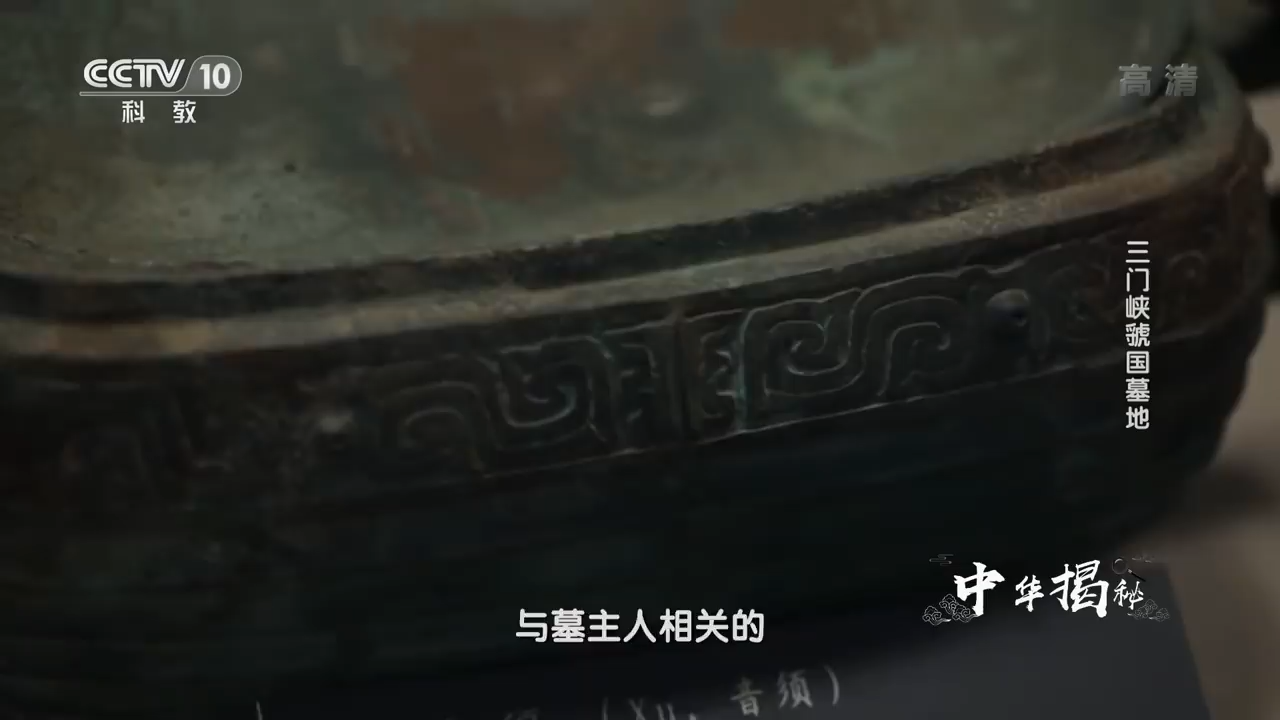 CCTV 10
科教
高清
三门峡虢国墓地
中华揭秘
与墓主人相关的
(Xu, 音须)